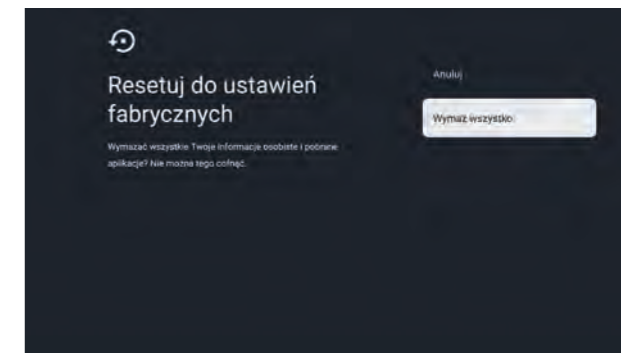 Resetuj do ustawień
fabrycznych
Wymazać wszystkie Twoje informacje osobiste i pobrane
aplikacje? Nie można tego cofnąć.
Anuluj
Wymaż wszystko